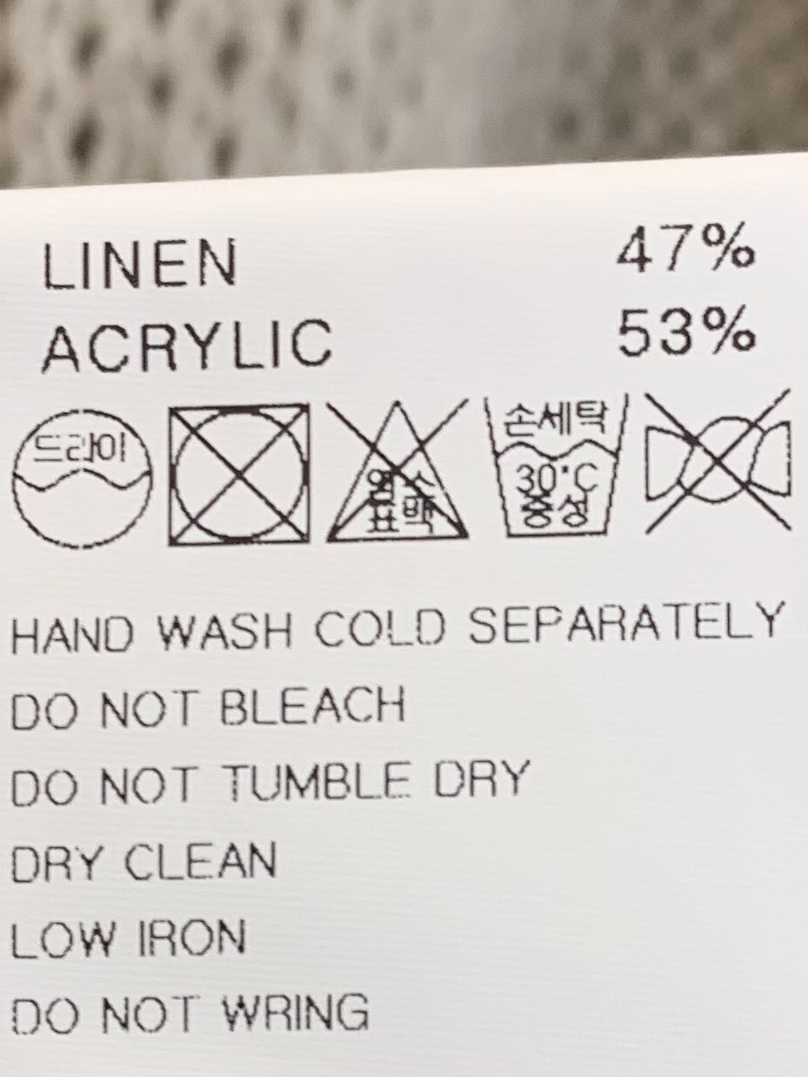 LINEN 47%
ACRYLIC 53%
드라이
염소
표백
손세탁
30°C
중성
HAND WASH COLD SEPARATELY
DO NOT BLEACH
DO NOT TUMBLE DRY
DRY CLEAN
LOW IRON
DO NOT WRING